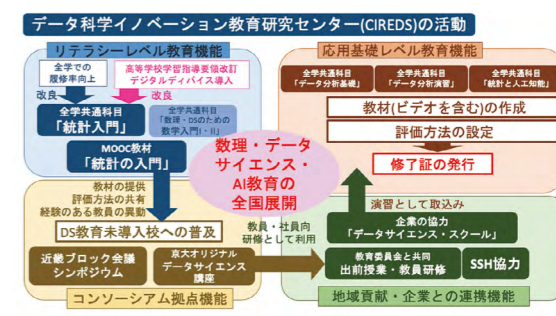 データ科学イノベーション教育研究センター(CIREDS)の活動
リテラシーレベル教育機能
全学での
履修率向上
高等学校学習指導要領改訂
デジタルディバイス導入
改良
改良
全学共通科目
「統計入門」
全学共通科目
「数理・DSのための
数学入門I・II」
MOOC教材
「統計の入門」
応用基礎レベル教育機能
全学共通科目
「データ分析基礎」
全学共通科目
「データ分析演習」
全学共通科目
「統計と人工知能」
教材(ビデオを含む)の作成
評価方法の設定
修了証の発行
数理・データ
サイエンス・
AI教育の
全国展開
教材の提供
評価方法の共有
経験のある教員の異動
DS教育未導入校への普及
近畿ブロック会議
シンポジウム
京大オリジナル
データサイエンス
講座
コンソーシアム拠点機能
教員・社員向
研修として利用
演習として取込み
企業の協力
「データサイエンス・スクール」
教育委員会と共同
出前授業・教員研修
SSH協力
地域貢献・企業との連携機能